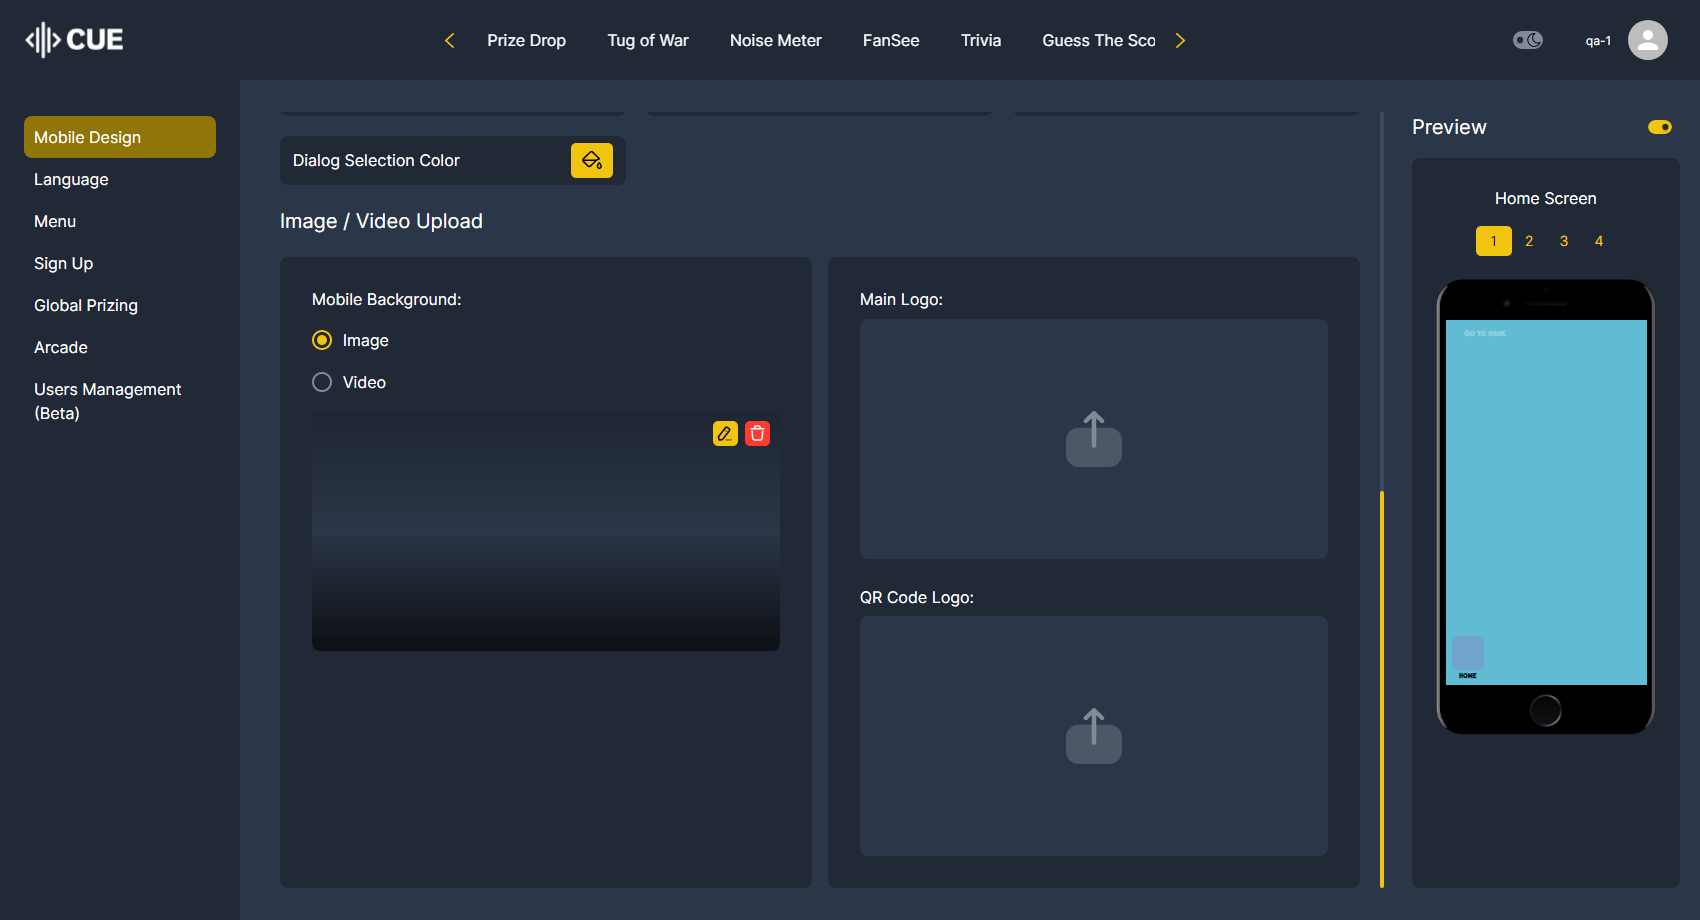 CUE
Prize Drop
Tug of War
Noise Meter
FanSee
Trivia
Guess The Sco
qa-1
Mobile Design
Language
Menu
Sign Up
Global Prizing
Arcade
Users Management
(Beta)
Dialog Selection Color
Image / Video Upload
Mobile Background:
Image
Video
Main Logo:
QR Code Logo:
Preview
Home Screen
1 2 3 4
GO TO GAME
HOME